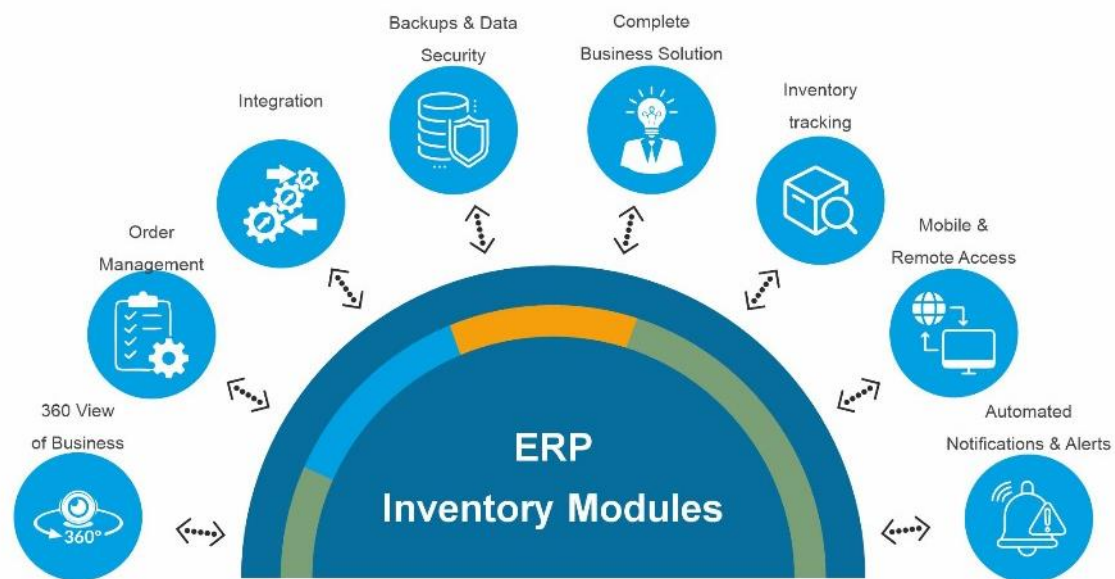 Backups & Data
Security
Complete
Business Solution
Integration
Inventory
tracking
Order
Management
Mobile &
Remote Access
360 View
of Business
Automated
Notifications & Alerts
360°
ERP
Inventory Modules